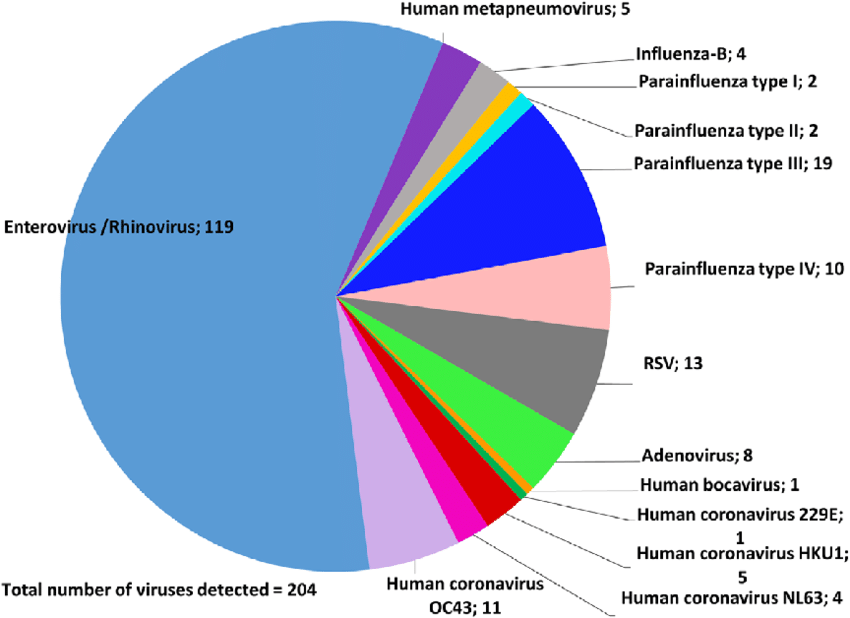 Human metapneumovirus; 5
Influenza-B; 4
Parainfluenza type I; 2
Parainfluenza type II; 2
Parainfluenza type III; 19
Enterovirus /Rhinovirus; 119
Parainfluenza type IV; 10
RSV; 13
Adenovirus; 8
Human bocavirus; 1
Human coronavirus 229E;
1
Human coronavirus HKU1;
5
Human coronavirus NL63; 4
Human coronavirus
OC43; 11
Total number of viruses detected = 204